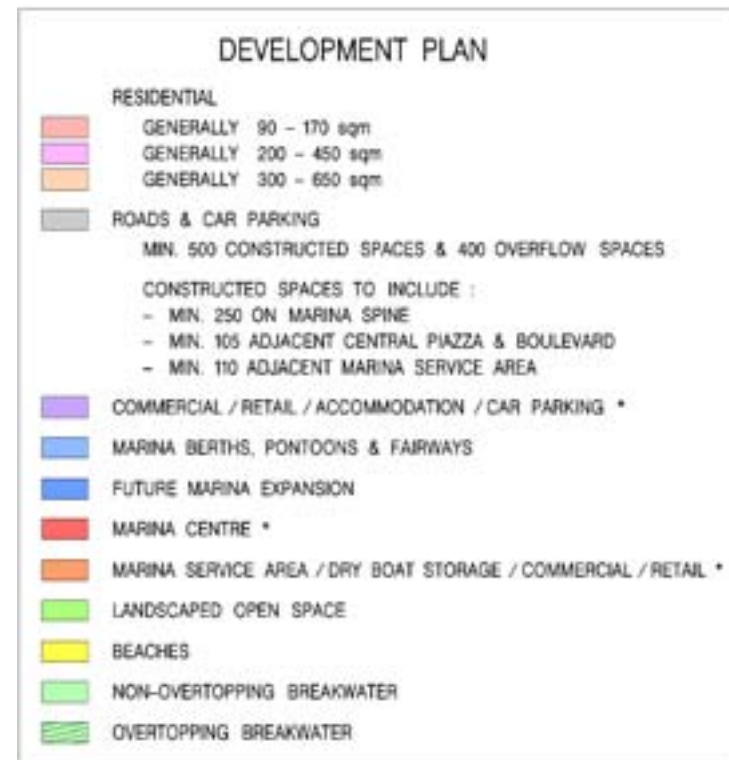 DEVELOPMENT PLAN
RESIDENTIAL
GENERALLY 90 - 170 sqm
GENERALLY 200 - 450 sqm
GENERALLY 300 - 650 sqm
ROADS & CAR PARKING
MIN. 500 CONSTRUCTED SPACES & 400 OVERFLOW SPACES
CONSTRUCTED SPACES TO INCLUDE :
- MIN. 250 ON MARINA SPINE
- MIN. 105 ADJACENT CENTRAL PIAZZA & BOULEVARD
- MIN. 110 ADJACENT MARINA SERVICE AREA
COMMERCIAL / RETAIL / ACCOMMODATION / CAR PARKING *
MARINA BERTHS, PONTOONS & FAIRWAYS
FUTURE MARINA EXPANSION
MARINA CENTRE *
MARINA SERVICE AREA / DRY BOAT STORAGE / COMMERCIAL / RETAIL *
LANDSCAPED OPEN SPACE
BEACHES
NON-OVERTOPPING BREAKWATER
OVERTOPPING BREAKWATER